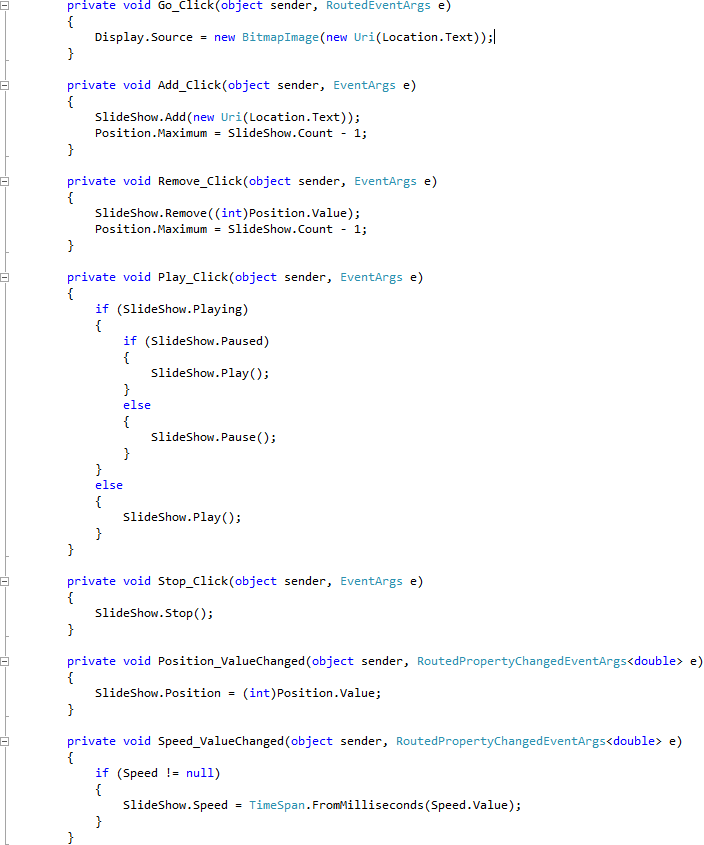 private void Go_Click(object sender, RoutedEventArgs e)
{
    Display.Source = new BitmapImage(new Uri(Location.Text));
}

private void Add_Click(object sender, EventArgs e)
{
    SlideShow.Add(new Uri(Location.Text));
    Position.Maximum = SlideShow.Count - 1;
}

private void Remove_Click(object sender, EventArgs e)
{
    SlideShow.Remove((int)Position.Value);
    Position.Maximum = SlideShow.Count - 1;
}

private void Play_Click(object sender, EventArgs e)
{
    if (SlideShow.Playing)
    {
        if (SlideShow.Paused)
        {
            SlideShow.Play();
        }
        else
        {
            SlideShow.Pause();
        }
    }
    else
    {
        SlideShow.Play();
    }
}

private void Stop_Click(object sender, EventArgs e)
{
    SlideShow.Stop();
}

private void Position_ValueChanged(object sender, RoutedPropertyChangedEventArgs<double> e)
{
    SlideShow.Position = (int)Position.Value;
}

private void Speed_ValueChanged(object sender, RoutedPropertyChangedEventArgs<double> e)
{
    if (Speed != null)
    {
        SlideShow.Speed = TimeSpan.FromMilliseconds(Speed.Value);
    }
}